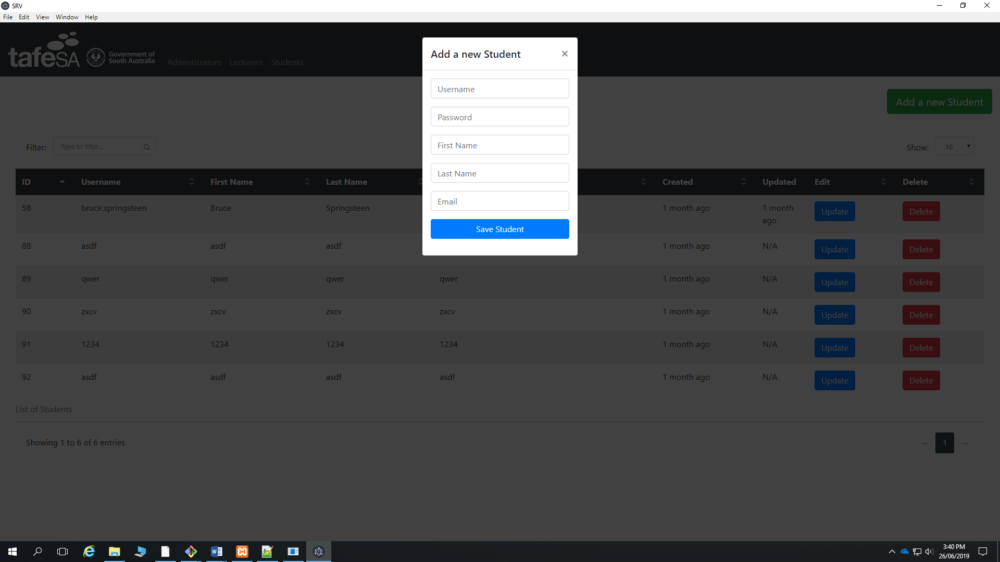 SRV
File Edit View Window Help
tafeSA Government of
South Australia
Administrators Lecturers Students
Add a new Student ×
Username
Password
First Name
Last Name
Email
Save Student
Add a new Student
Filter: Type to filter... Show: 10
ID Username First Name Last Name Created Updated Edit Delete
58 bruce.springsteen Bruce Springsteen 1 month ago 1 month Update Delete
ago
88 asdf asdf asdf 1 month ago N/A Update Delete
89 qwer qwer qwer qwer 1 month ago N/A Update Delete
90 zxcv zxcv zxcv zxcv 1 month ago N/A Update Delete
91 1234 1234 1234 1234 1 month ago N/A Update Delete
92 asdf asdf asdf asdf 1 month ago N/A Update Delete
List of Students
Showing 1 to 6 of 6 entries ← 1 →
3:40 PM
26/06/2019